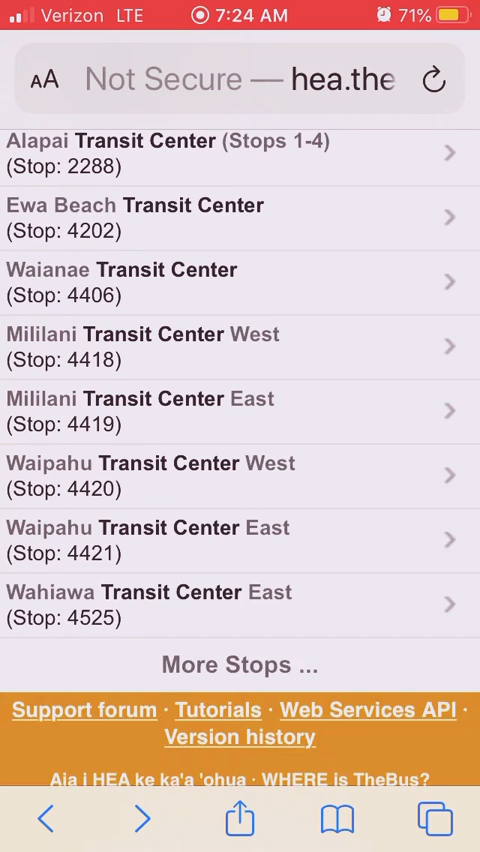 Verizon LTE 7:24 AM 71%
AA Not Secure — hea.the
Alapai Transit Center (Stops 1-4)
(Stop: 2288)
Ewa Beach Transit Center
(Stop: 4202)
Waianae Transit Center
(Stop: 4406)
Mililani Transit Center West
(Stop: 4418)
Mililani Transit Center East
(Stop: 4419)
Waipahu Transit Center West
(Stop: 4420)
Waipahu Transit Center East
(Stop: 4421)
Wahiawa Transit Center East
(Stop: 4525)
More Stops ...
Support forum · Tutorials · Web Services API ·
Version history
Aia i HEA ke ka'a 'ohua · WHERE is TheBus?